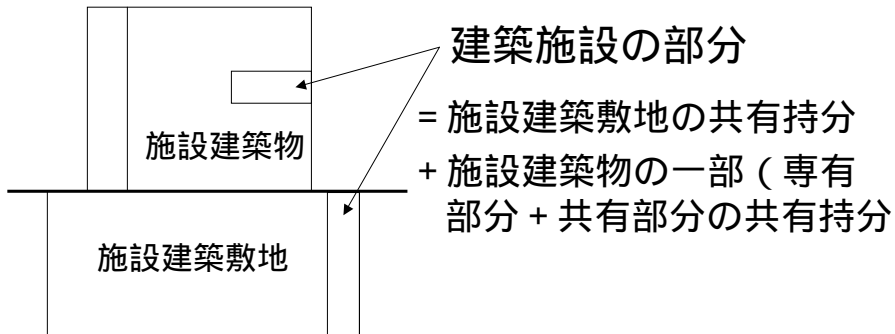 建築施設の部分
= 施設建築敷地の共有持分
+ 施設建築物の一部 ( 専有
部分 + 共有部分の共有持分
施設建築物
施設建築敷地